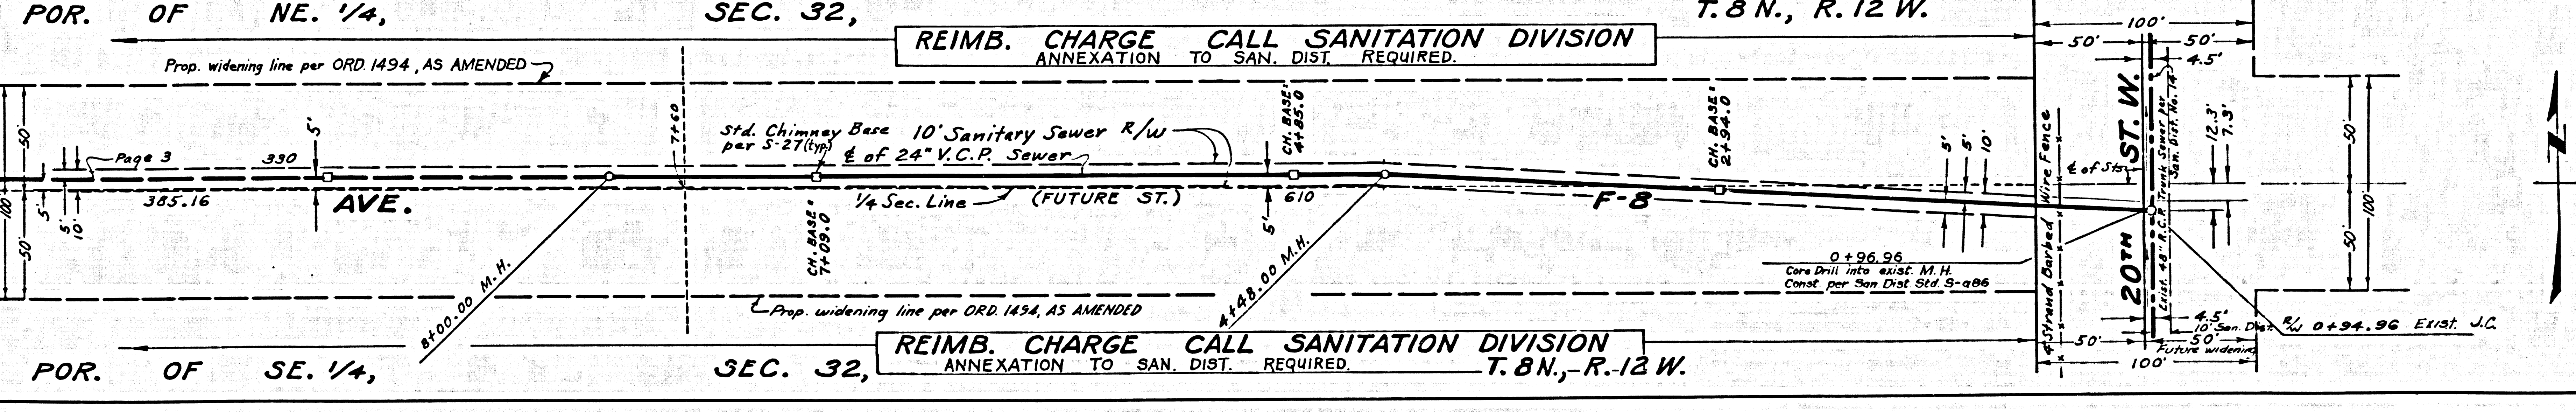 POR. OF NE. 1/4, SEC. 32, T. 8 N., R. 12 W.
REIMB. CHARGE CALL SANITATION DIVISION
ANNEXATION TO SAN. DIST. REQUIRED.
Prop. widening line per ORD. 1494, AS AMENDED
100'
50'
50'
4.5'
7+60
CH. BASE:
4+85.0
CH. BASE:
2+94.0
Std. Chimney Base
per S-27 (typ)
10' Sanitary Sewer R/W
℄ of 24" V.C.P. Sewer
Page 3
330
5'
50'
50'
100'
5'
5'
10'
385.16
AVE.
CH. BASE:
7+09.0
1/4 Sec. Line
(FUTURE ST.)
5'
610
F-8
5'
5'
10'
4 Strand Barbed Wire Fence
℄ of Sts.
20TH ST. W.
Exist. 48" R.C.P. Trunk Sewer per
San. Dist. No. 14
12.3'
7.3'
50'
50'
100'
8+00.00 M.H.
4+48.00 M.H.
0+96.96
Core Drill into exist. M.H.
Const. per San. Dist. Std. S-a86
Prop. widening line per ORD. 1494, AS AMENDED
4.5'
10' San. Dist. R/W
0+94.96 Exist. J.C.
50'
50'
Future widening
100'
REIMB. CHARGE CALL SANITATION DIVISION
ANNEXATION TO SAN. DIST. REQUIRED.
POR. OF SE. 1/4, SEC. 32, T. 8 N., R. 12 W.